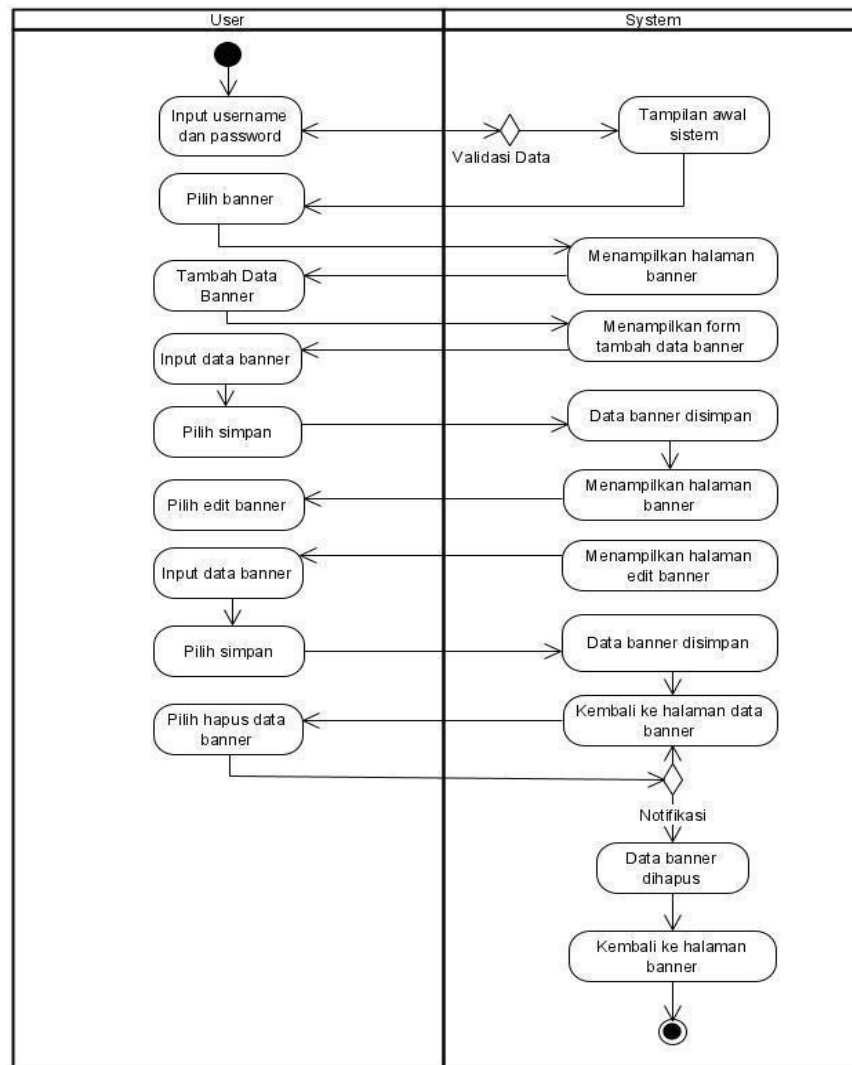 User
System
Input username
dan password
Validasi Data
Tampilan awal
sistem
Pilih banner
Menampilkan halaman
banner
Tambah Data
Banner
Menampilkan form
tambah data banner
Input data banner
Pilih simpan
Data banner disimpan
Menampilkan halaman
banner
Pilih edit banner
Menampilkan halaman
edit banner
Input data banner
Pilih simpan
Data banner disimpan
Kembali ke halaman data
banner
Pilih hapus data
banner
Notifikasi
Data banner
dihapus
Kembali ke halaman
banner